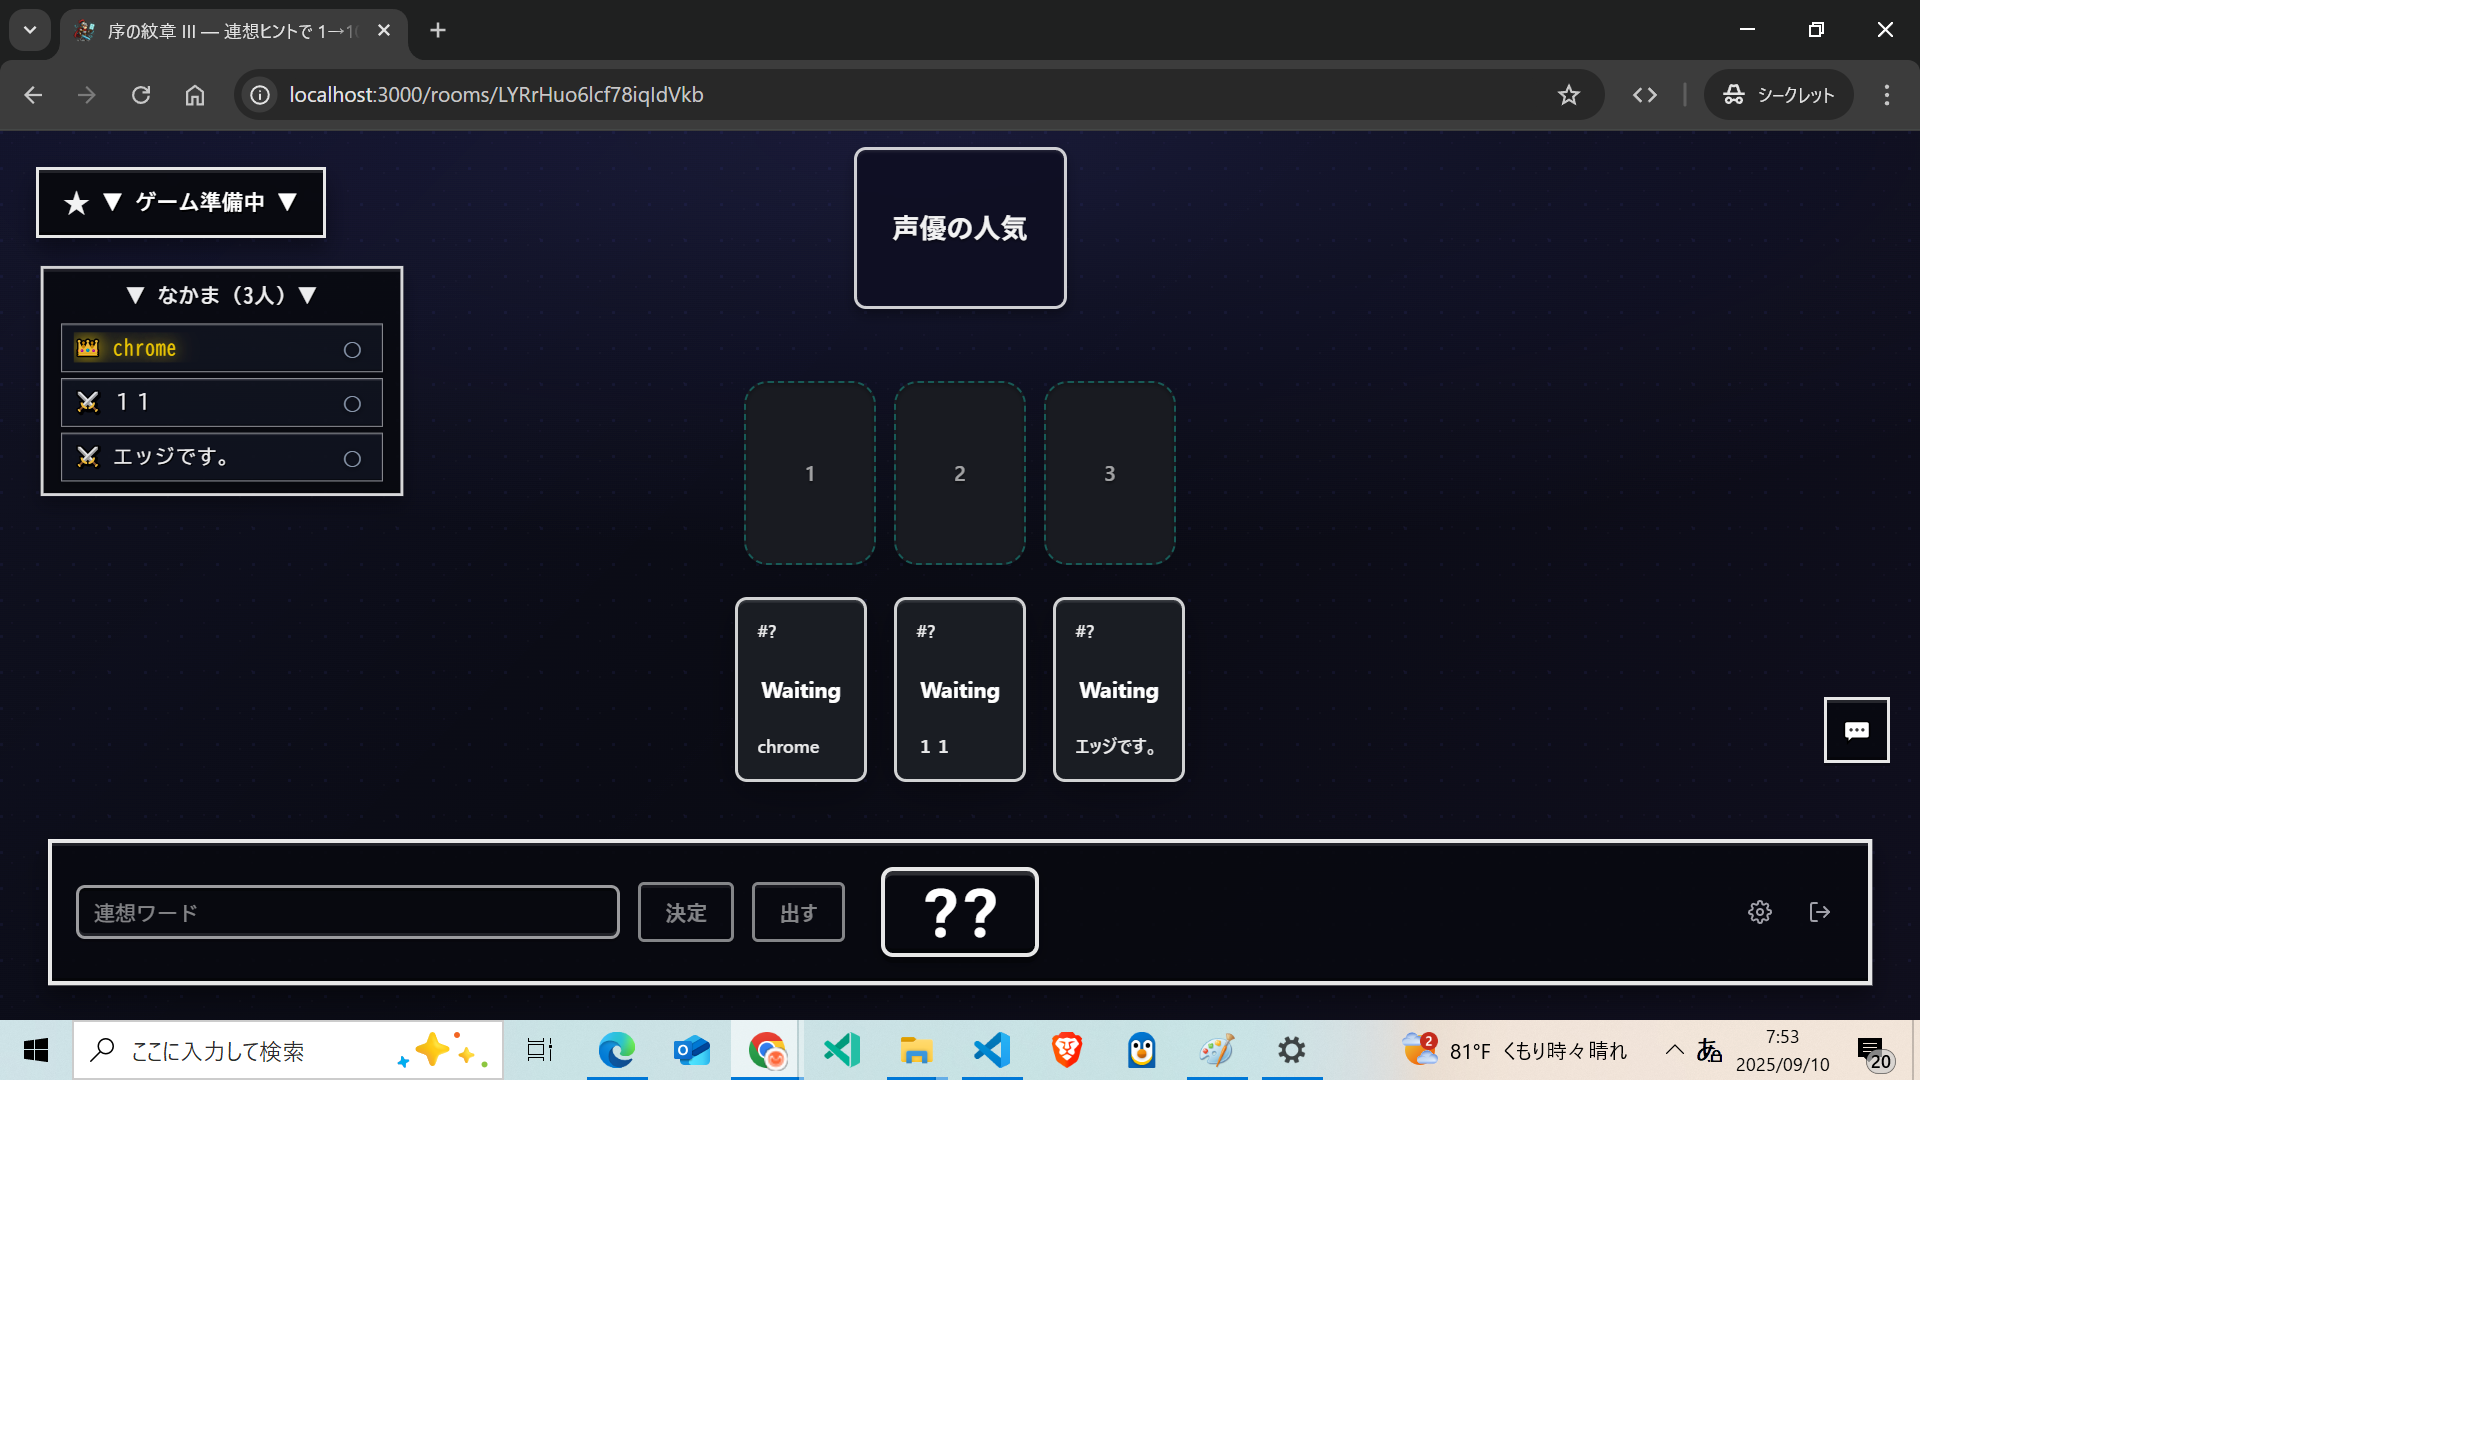 序の紋章 III — 連想ヒントで 1→1
localhost:3000/rooms/LYRrHuo6lcf78iqIdVkb
シークレット
★ ▼ ゲーム準備中 ▼
声優の人気
▼ なかま（3人）▼
chrome
１１
エッジです。
1
2
3
#?
Waiting
chrome
#?
Waiting
１１
#?
Waiting
エッジです。
連想ワード
決定
出す
??
ここに入力して検索
2
81°F くもり時々晴れ
あ
7:53
2025/09/10
20